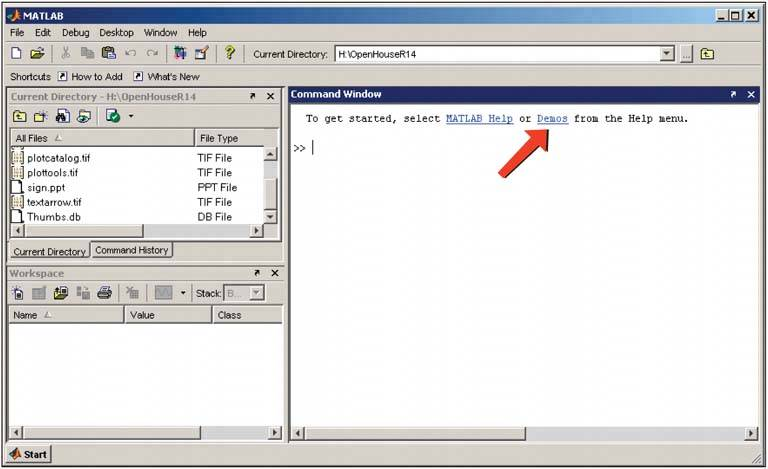 MATLAB
File Edit Debug Desktop Window Help
Current Directory: H:\OpenHouseR14
...
Shortcuts How to Add What's New
Current Directory - H:\OpenHouseR14
All Files File Type
plotcatalog.tif TIF File
plottools.tif TIF File
sign.ppt PPT File
textarrow.tif TIF File
Thumbs.db DB File
Current Directory Command History
Workspace
Stack: B...
Name Value Class
Command Window
To get started, select MATLAB Help or Demos from the Help menu.
>>
Start